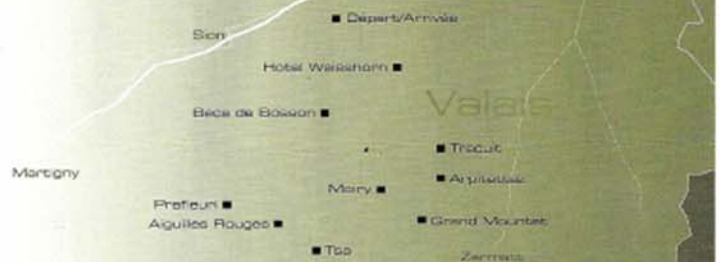 Départ/Arrivée
Sion
Hôtel Weisshorn
Valais
Becs de Bosson
Tracuit
Martigny
Arpitettaz
Moiry
Prafleuri
Aiguilles Rouges
Grand Mountet
Tsa
Zermatt